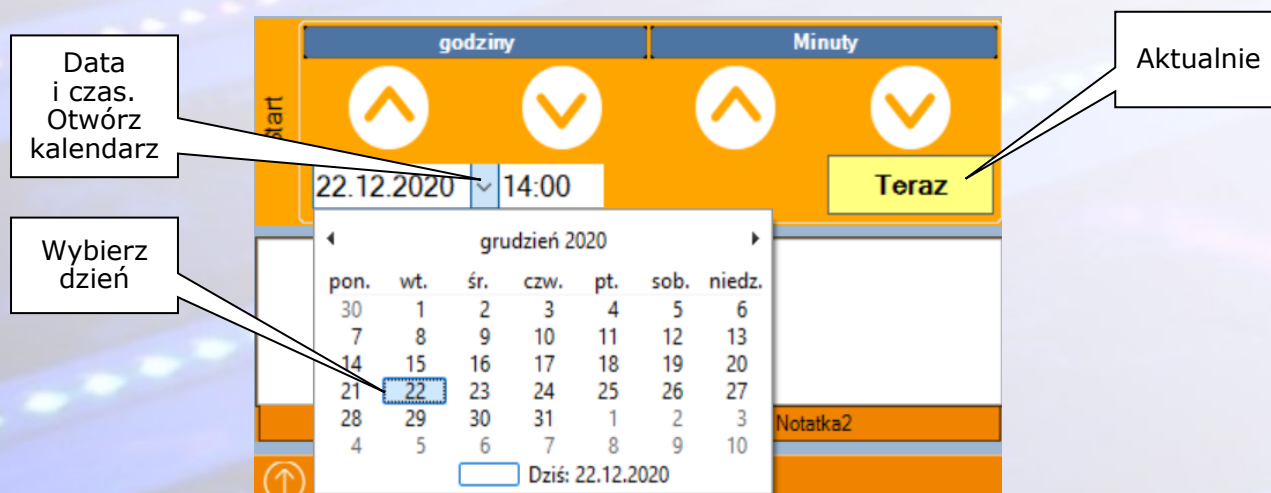 godziny
Minuty
Data
i czas.
Otwórz
kalendarz
Aktualnie
Start
22.12.2020
14:00
Teraz
Wybierz
dzień
grudzień 2020
pon. wt. śr. czw. pt. sob. niedz.
30 1 2 3 4 5 6
7 8 9 10 11 12 13
14 15 16 17 18 19 20
21 22 23 24 25 26 27
28 29 30 31 1 2 3
4 5 6 7 8 9 10
Dziś: 22.12.2020
Notatka2